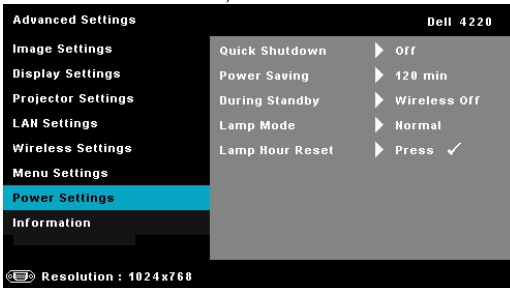 Advanced Settings Dell 4220
Image Settings Quick Shutdown Off
Display Settings Power Saving 120 min
Projector Settings During Standby Wireless Off
LAN Settings Lamp Mode Normal
Wireless Settings Lamp Hour Reset Press ✓
Menu Settings
Power Settings
Information
Resolution : 1024x768